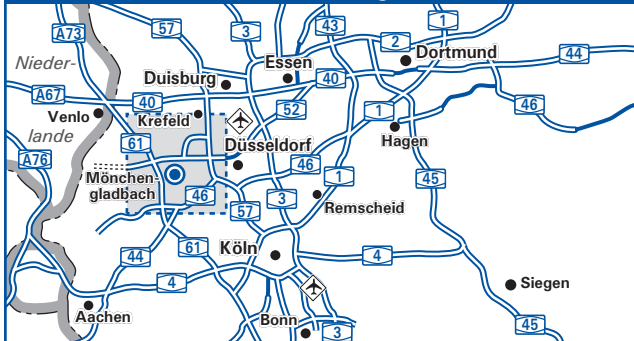 A73
57
3
43
1
2
Dortmund
44
Nieder-
Essen
Duisburg
40
A67
40
52
1
46
Venlo
Krefeld
lande
61
Düsseldorf
Hagen
A76
46
Mönchen-
gladbach
46
3
1
45
57
Remscheid
61
Köln
44
4
4
Siegen
Aachen
Bonn
3
45